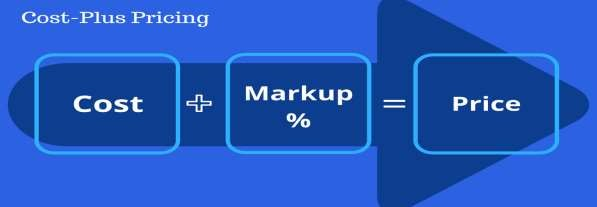 Cost-Plus Pricing
Cost + Markup = Price
%